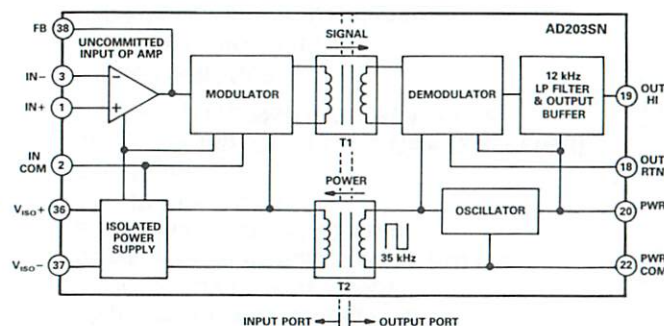 AD203SN
FB 38
UNCOMMITTED
INPUT OP AMP
SIGNAL
IN– 3
–
IN+ 1
+
MODULATOR
T1
DEMODULATOR
12 kHz
LP FILTER
& OUTPUT
BUFFER
19 OUT
HI
IN
COM 2
18 OUT
RTN
POWER
VISO+ 36
ISOLATED
POWER
SUPPLY
OSCILLATOR
20 PWR
35 kHz
VISO– 37
T2
22 PWR
COM
INPUT PORT
OUTPUT PORT